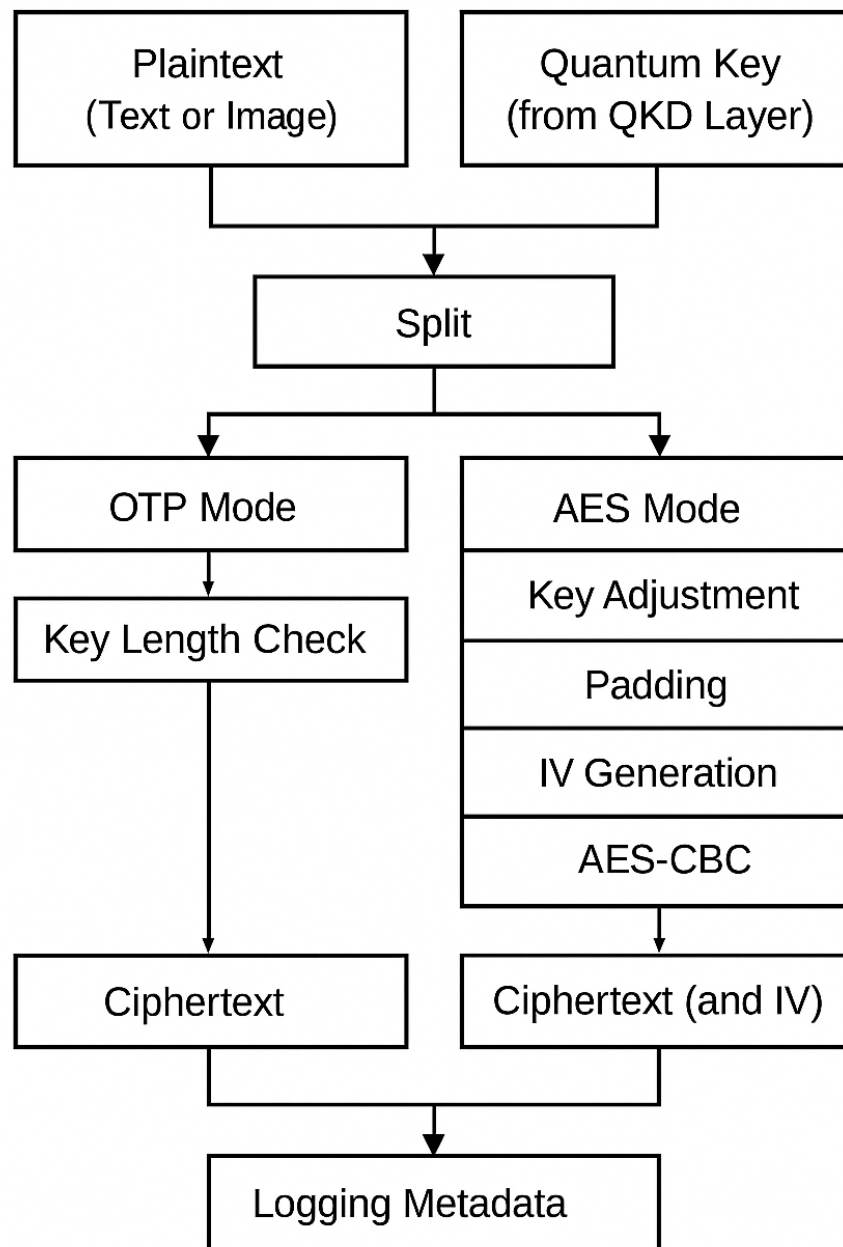 Plaintext
(Text or Image)
Quantum Key
(from QKD Layer)
Split
OTP Mode
Key Length Check
AES Mode
Key Adjustment
Padding
IV Generation
AES-CBC
Ciphertext
Ciphertext (and IV)
Logging Metadata